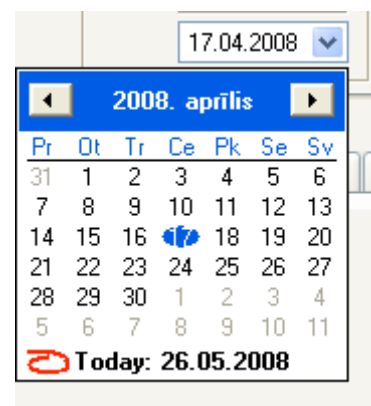 17.04.2008
2008. aprīlis
Pr Ot Tr Ce Pk Se Sv
31 1 2 3 4 5 6
7 8 9 10 11 12 13
14 15 16 17 18 19 20
21 22 23 24 25 26 27
28 29 30 1 2 3 4
5 6 7 8 9 10 11
Today: 26.05.2008